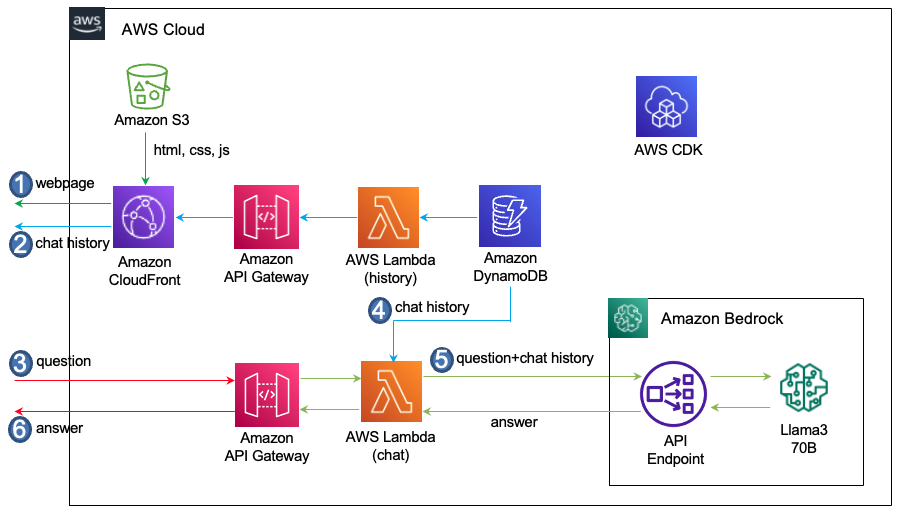 aws
AWS Cloud
Amazon S3
html, css, js
AWS CDK
1 webpage
2 chat history
Amazon
CloudFront
Amazon
API Gateway
AWS Lambda
(history)
Amazon
DynamoDB
4 chat history
Amazon Bedrock
3 question
5 question+chat history
6 answer
answer
Amazon
API Gateway
AWS Lambda
(chat)
API
Endpoint
Llama3
70B